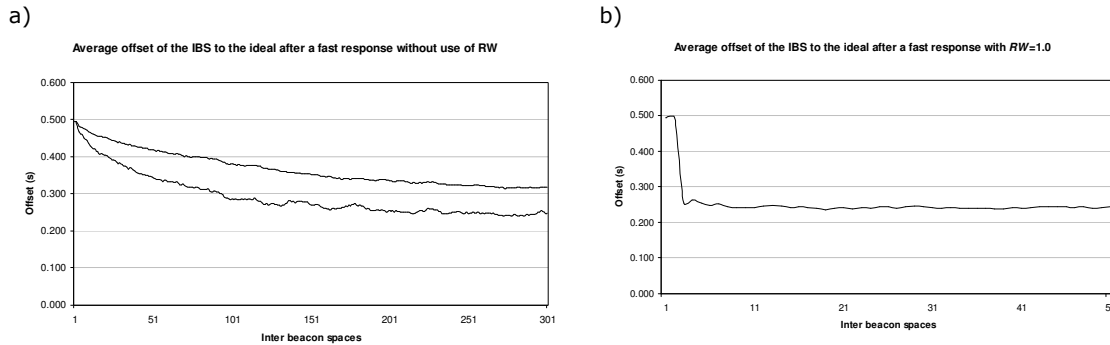 a)
Average offset of the IBS to the ideal after a fast response without use of RW
0.600
0.500
0.400
0.300
0.200
0.100
0.000
Offset (s)
1 51 101 151 201 251 301
Inter beacon spaces
b)
Average offset of the IBS to the ideal after a fast response with RW=1.0
0.600
0.500
0.400
0.300
0.200
0.100
0.000
Offset (s)
1 11 21 31 41
Inter beacon spaces